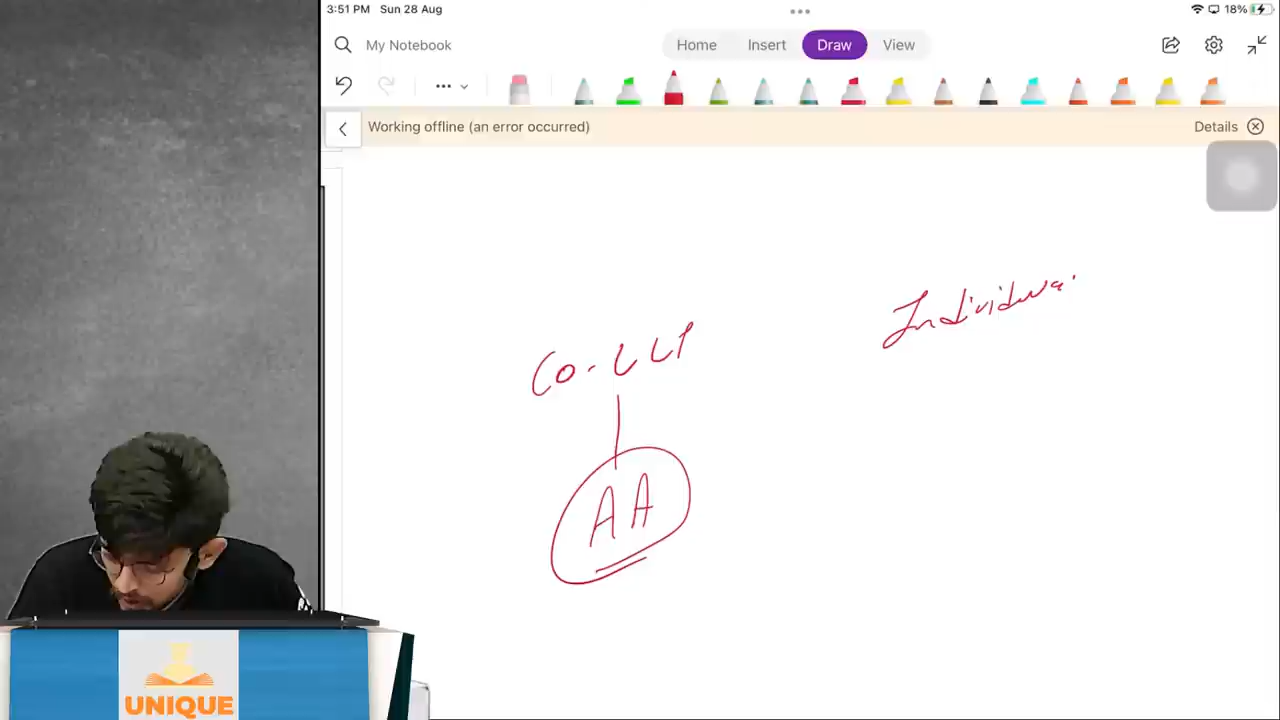 3:51 PM Sun 28 Aug
18%
My Notebook
Home Insert Draw View
Working offline (an error occurred)
Details
Individua
Co-LLP
AA
UNIQUE